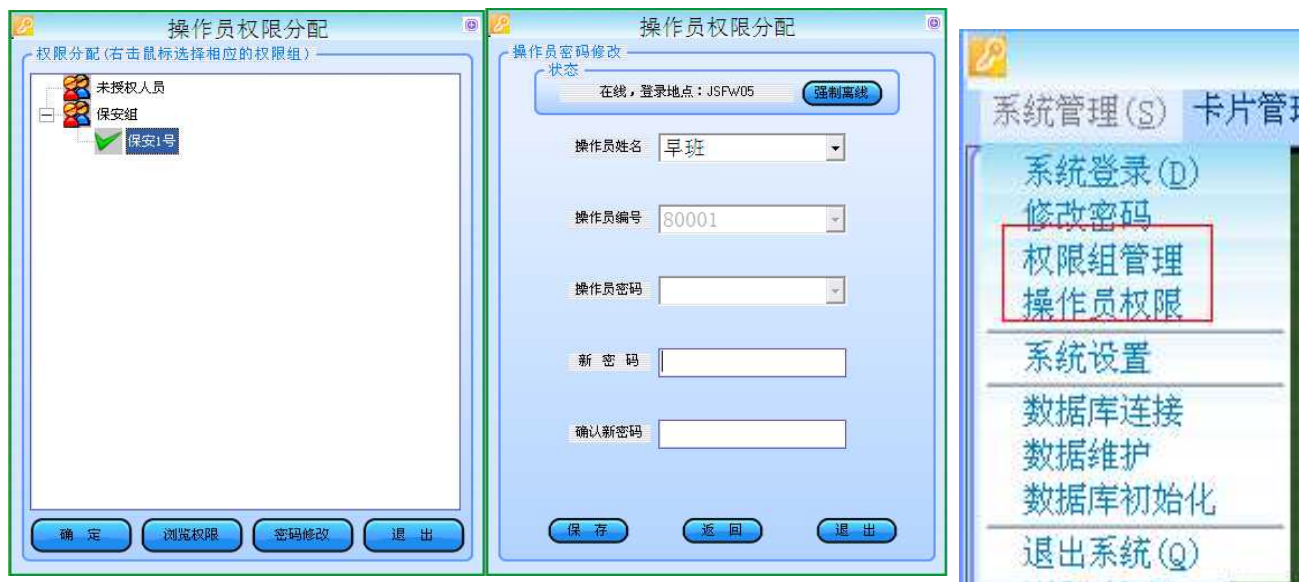 操作员权限分配
权限分配(右击鼠标选择相应的权限组)
未授权人员
保安组
保安1号
确 定
浏览权限
密码修改
退 出
操作员权限分配
操作员密码修改
状态
在线，登录地点：JSFW05
强制离线
操作员姓名
早班
操作员编号
80001
操作员密码
新 密 码
确认新密码
保 存
返 回
退 出
系统管理(S) 卡片管理
系统登录(D)
修改密码
权限组管理
操作员权限
系统设置
数据库连接
数据维护
数据库初始化
退出系统(Q)